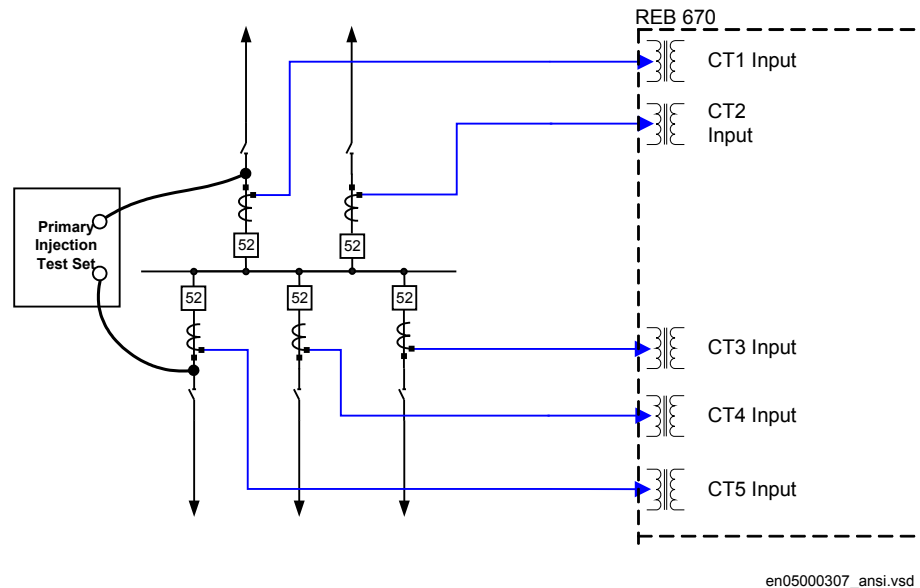 REB 670
CT1 Input
CT2
Input
Primary
Injection
Test Set
52
52
52
52
52
CT3 Input
CT4 Input
CT5 Input
en05000307_ansi.vsd